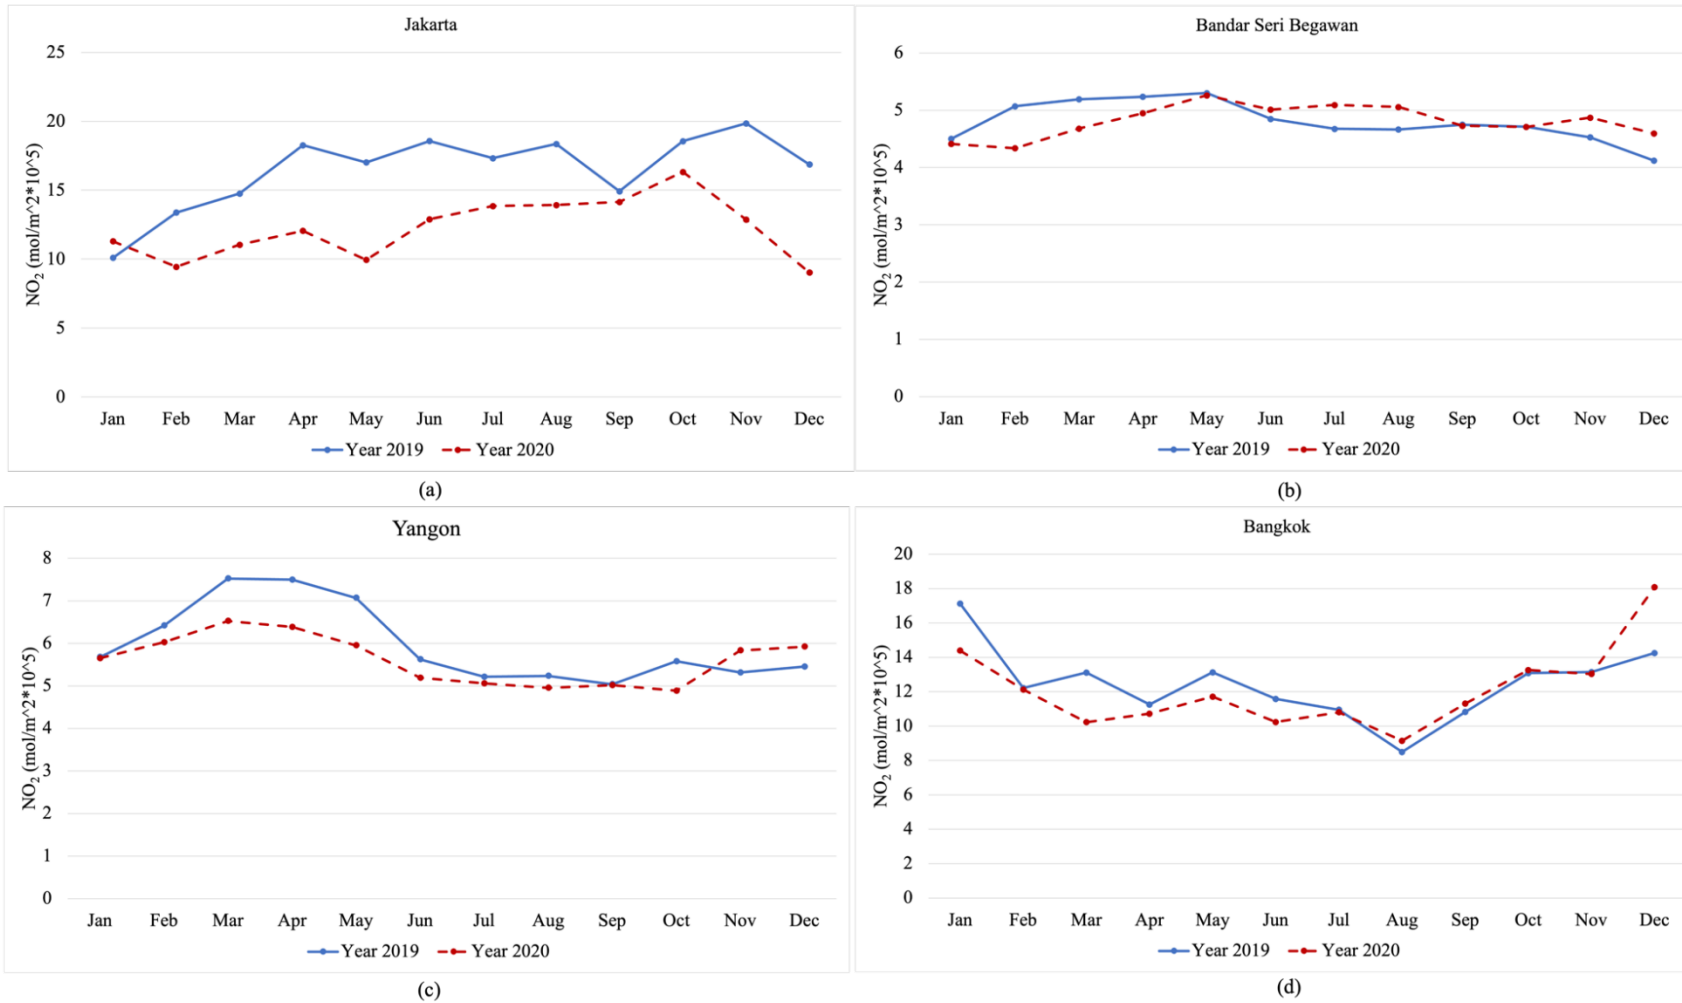 Jakarta
25
20
15
10
5
0
NO₂ (mol/m^2*10^5)
Jan Feb Mar Apr May Jun Jul Aug Sep Oct Nov Dec
Year 2019 Year 2020
(a)
Bandar Seri Begawan
6
5
4
3
2
1
0
NO₂ (mol/m^2*10^5)
Jan Feb Mar Apr May Jun Jul Aug Sep Oct Nov Dec
Year 2019 Year 2020
(b)
Yangon
8
7
6
5
4
3
2
1
0
NO₂ (mol/m^2*10^5)
Jan Feb Mar Apr May Jun Jul Aug Sep Oct Nov Dec
Year 2019 Year 2020
(c)
Bangkok
20
18
16
14
12
10
8
6
4
2
0
NO₂ (mol/m^2*10^5)
Jan Feb Mar Apr May Jun Jul Aug Sep Oct Nov Dec
Year 2019 Year 2020
(d)